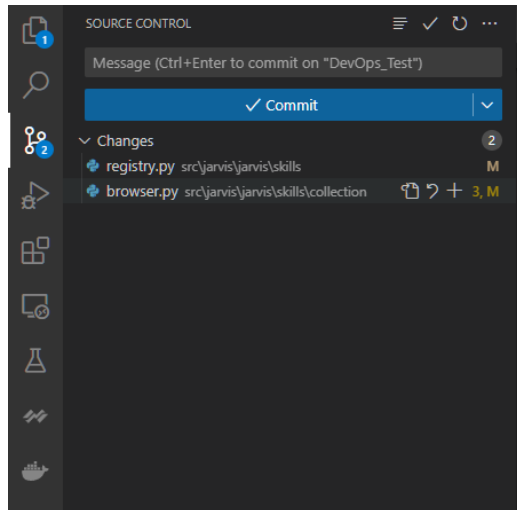 SOURCE CONTROL
1
Message (Ctrl+Enter to commit on "DevOps_Test")
Commit
2
Changes 2
registry.py src\jarvis\jarvis\skills M
browser.py src\jarvis\jarvis\skills\collection 3, M